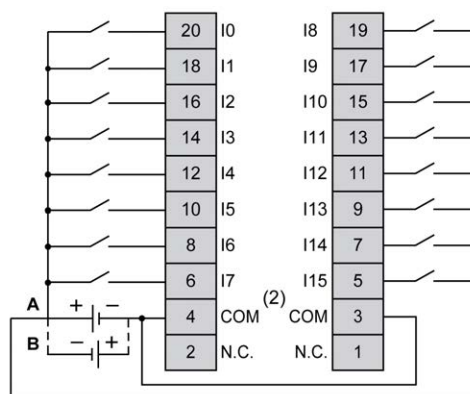 20 I0 I8 19
18 I1 I9 17
16 I2 I10 15
14 I3 I11 13
12 I4 I12 11
10 I5 I13 9
8 I6 I14 7
6 I7 I15 5
(2)
A + − 4 COM COM 3
B − + 2 N.C. N.C. 1